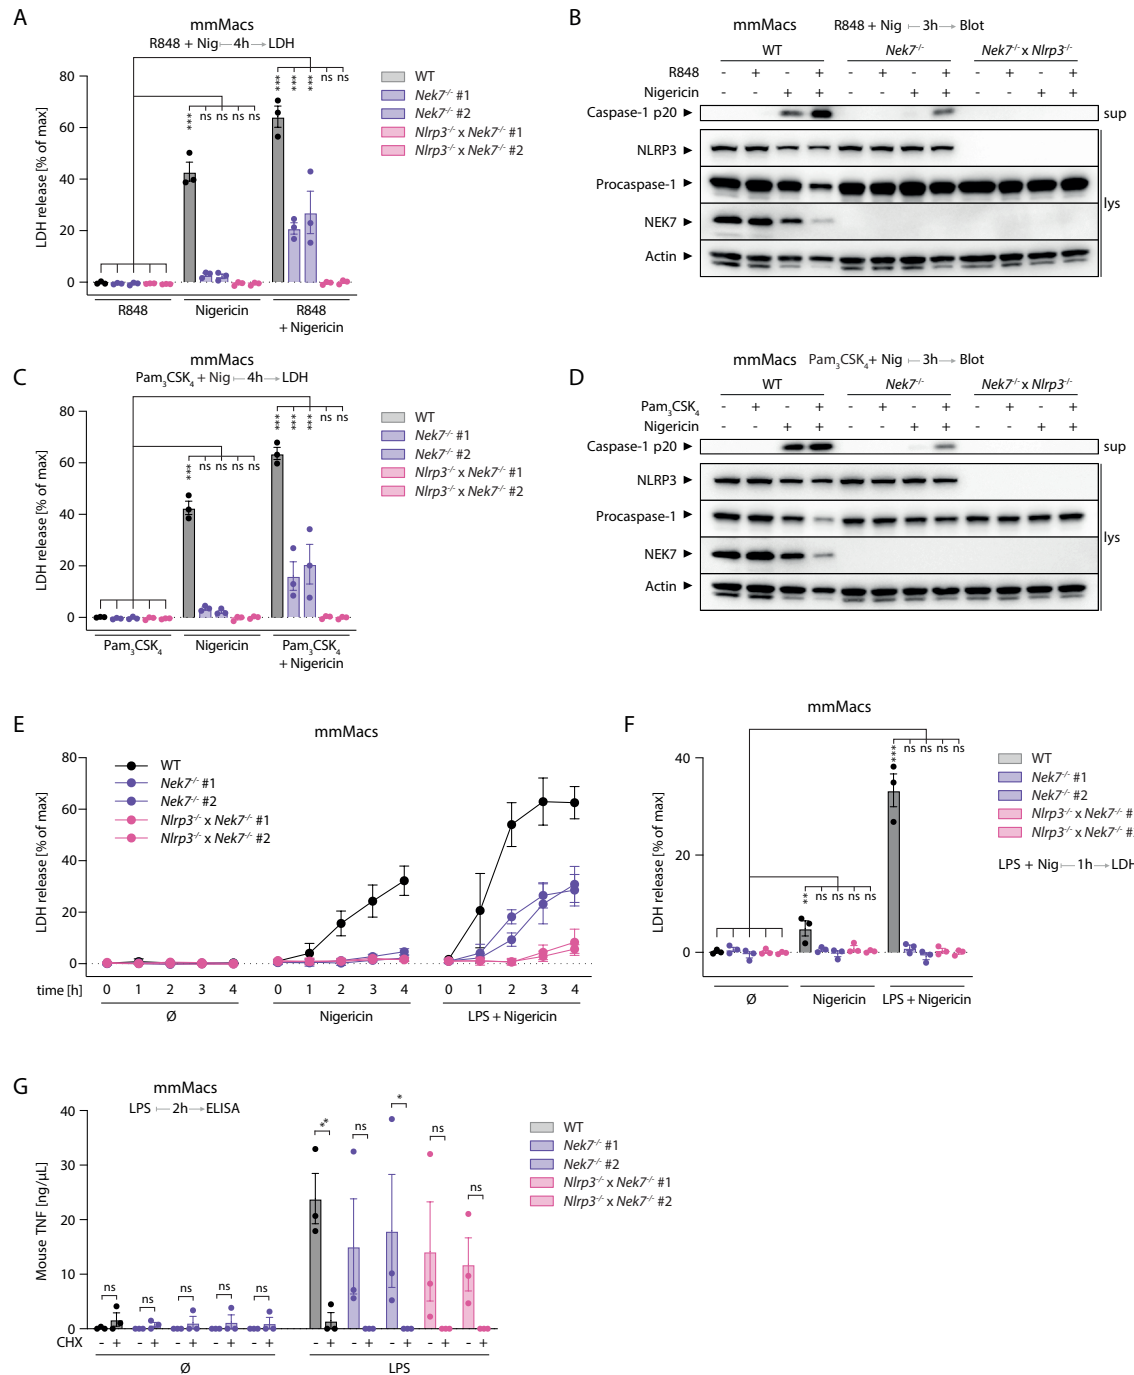 A
mmMacs
R848 + Nig 4h LDH
LDH release [% of max]
80
60
40
20
0
*** ns ns ns ns
*** *** *** ns ns
R848
Nigericin
R848 + Nigericin
WT
Nek7-/- #1
Nek7-/- #2
Nlrp3-/- x Nek7-/- #1
Nlrp3-/- x Nek7-/- #2
B
mmMacs R848 + Nig 3h Blot
WT Nek7-/- Nek7-/- x Nlrp3-/-
R848 - + - + - + - + - + - +
Nigericin - - + + - - + + - - + +
Caspase-1 p20 ► sup
NLRP3 ►
Procaspase-1 ►
lys
NEK7 ►
Actin ►
C
mmMacs
Pam3CSK4 + Nig 4h LDH
LDH release [% of max]
80
60
40
20
0
*** ns ns ns ns
*** *** *** ns ns
Pam3CSK4
Nigericin
Pam3CSK4 + Nigericin
WT
Nek7-/- #1
Nek7-/- #2
Nlrp3-/- x Nek7-/- #1
Nlrp3-/- x Nek7-/- #2
D
mmMacs Pam3CSK4 + Nig 3h Blot
WT Nek7-/- Nek7-/- x Nlrp3-/-
Pam3CSK4 - + - + - + - + - + - +
Nigericin - - + + - - + + - - + +
Caspase-1 p20 ► sup
NLRP3 ►
Procaspase-1 ►
lys
NEK7 ►
Actin ►
E
mmMacs
LDH release [% of max]
80
60
40
20
0
WT
Nek7-/- #1
Nek7-/- #2
Nlrp3-/- x Nek7-/- #1
Nlrp3-/- x Nek7-/- #2
time [h] 0 1 2 3 4 0 1 2 3 4 0 1 2 3 4
Ø Nigericin LPS + Nigericin
F
mmMacs
LDH release [% of max]
40
20
0
** ns ns ns ns
*** ns ns ns ns
Ø Nigericin LPS + Nigericin
WT
Nek7-/- #1
Nek7-/- #2
Nlrp3-/- x Nek7-/- #
Nlrp3-/- x Nek7-/- #
LPS + Nig 1h LDH
G
mmMacs
LPS 2h ELISA
Mouse TNF [ng/μL]
40
30
20
10
0
ns ns ns ns ns
** ns * ns ns
CHX - + - + - + - + - + - + - + - + - + - +
Ø LPS
WT
Nek7-/- #1
Nek7-/- #2
Nlrp3-/- x Nek7-/- #1
Nlrp3-/- x Nek7-/- #2